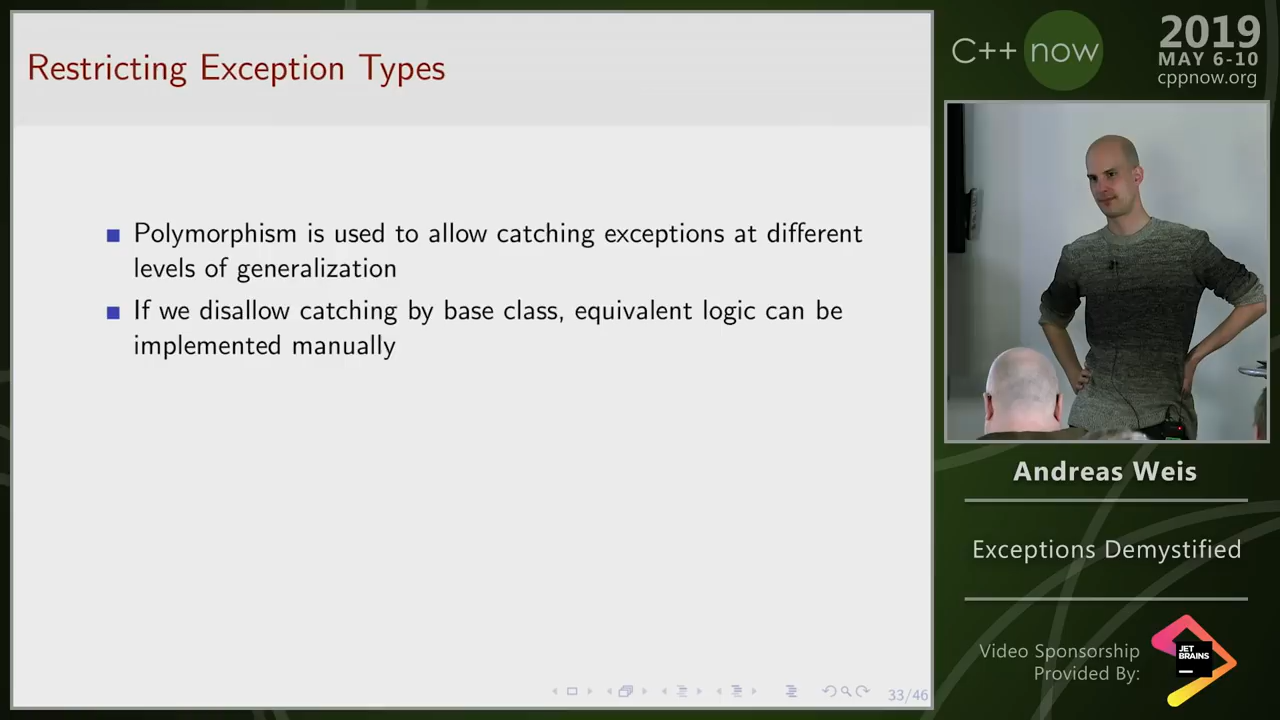 Restricting Exception Types
Polymorphism is used to allow catching exceptions at different
levels of generalization
If we disallow catching by base class, equivalent logic can be
implemented manually
33/46
C++ now
2019
MAY 6-10
cppnow.org
Andreas Weis
Exceptions Demystified
Video Sponsorship
Provided By:
JET
BRAINS